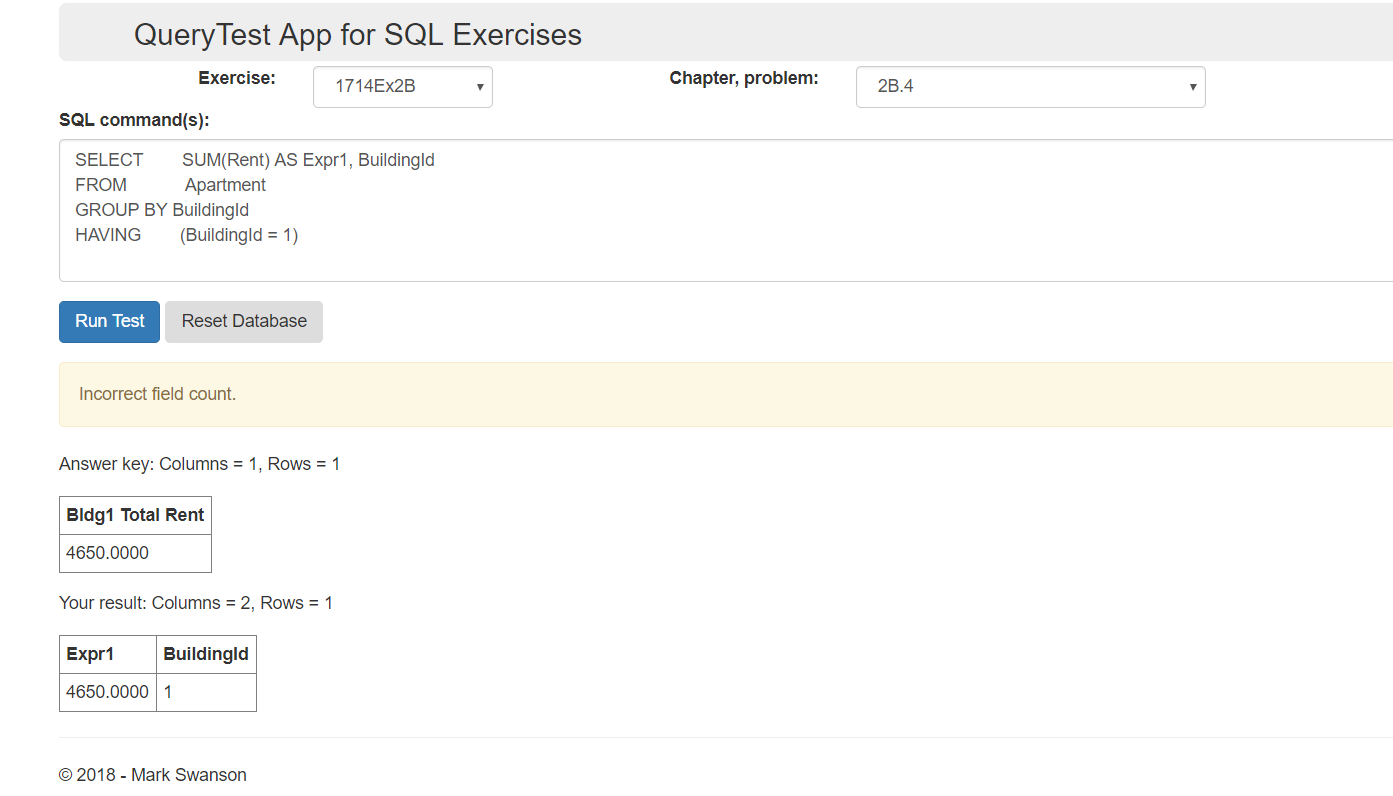 QueryTest App for SQL Exercises
Exercise: 1714Ex2B Chapter, problem: 2B.4
SQL command(s):
SELECT SUM(Rent) AS Expr1, BuildingId
FROM Apartment
GROUP BY BuildingId
HAVING (BuildingId = 1)
Run Test Reset Database
Incorrect field count.
Answer key: Columns = 1, Rows = 1
Bldg1 Total Rent
4650.0000
Your result: Columns = 2, Rows = 1
Expr1 BuildingId
4650.0000 1
© 2018 - Mark Swanson